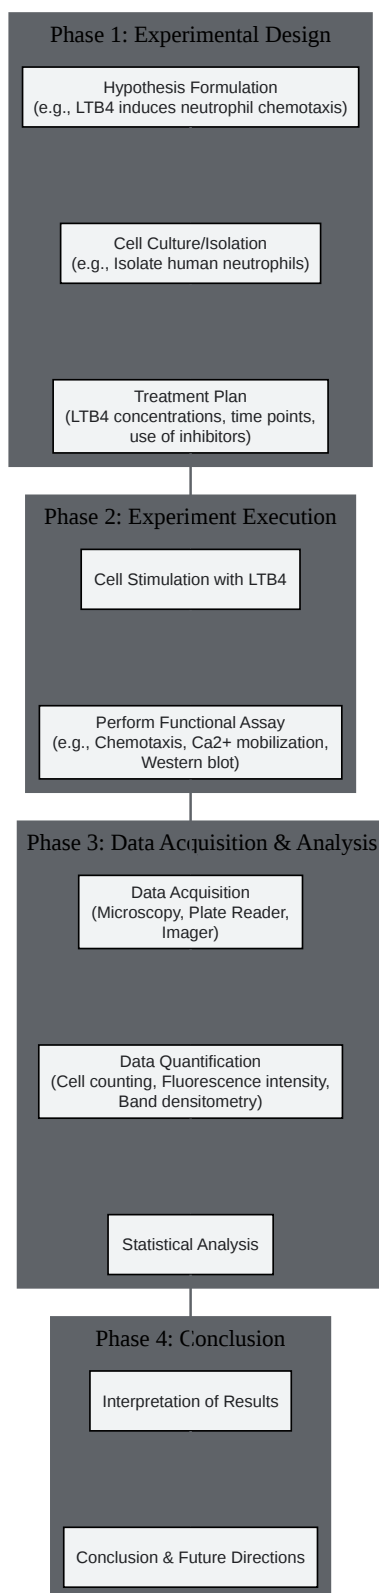 Phase 1: Experimental Design
Hypothesis Formulation
(e.g., LTB4 induces neutrophil chemotaxis)
Cell Culture/Isolation
(e.g., Isolate human neutrophils)
Treatment Plan
(LTB4 concentrations, time points,
use of inhibitors)
Phase 2: Experiment Execution
Cell Stimulation with LTB4
Perform Functional Assay
(e.g., Chemotaxis, Ca2+ mobilization,
Western blot)
Phase 3: Data Acquisition & Analysis
Data Acquisition
(Microscopy, Plate Reader,
Imager)
Data Quantification
(Cell counting, Fluorescence intensity,
Band densitometry)
Statistical Analysis
Phase 4: Conclusion
Interpretation of Results
Conclusion & Future Directions